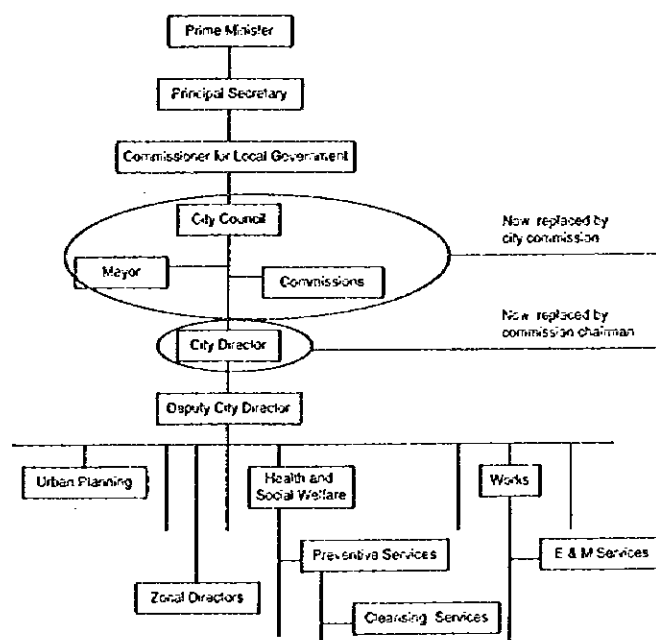 Prime Minister
Principal Secretary
Commissioner for Local Government
City Council
Now replaced by
city commission
Mayor
Commissions
Now replaced by
commission chairman
City Director
Deputy City Director
Urban Planning
Health and
Social Welfare
Works
Preventive Services
E & M Services
Zonal Directors
Cleansing Services